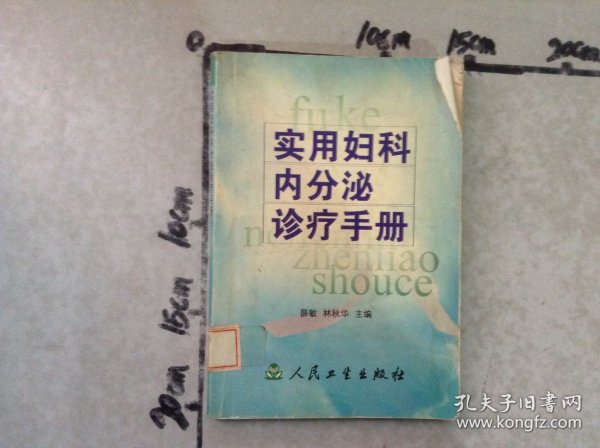 0 10cm 15cm 20cm
fuke
实用妇科
内分泌
诊疗手册
zhenliao
shouce
薛敏 林秋华 主编
人民卫生出版社
10cm
15cm
20cm
孔夫子旧书网
www.kongfz.com